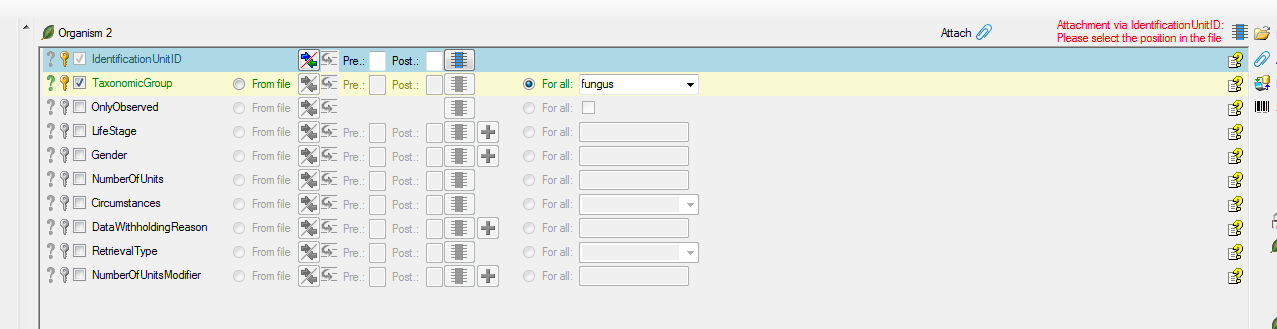 Organism 2 Attach Attachment via IdentificationUnitID:
Please select the position in the file
IdentificationUnitID Pre.: Post.:
TaxonomicGroup From file Pre.: Post.: For all: fungus
OnlyObserved From file For all:
LifeStage From file Pre.: Post.: For all:
Gender From file Pre.: Post.: For all:
NumberOfUnits From file Pre.: Post.: For all:
Circumstances From file Pre.: Post.: For all:
DataWithholdingReason From file Pre.: Post.: For all:
RetrievalType From file Pre.: Post.: For all:
NumberOfUnitsModifier From file Pre.: Post.: For all: